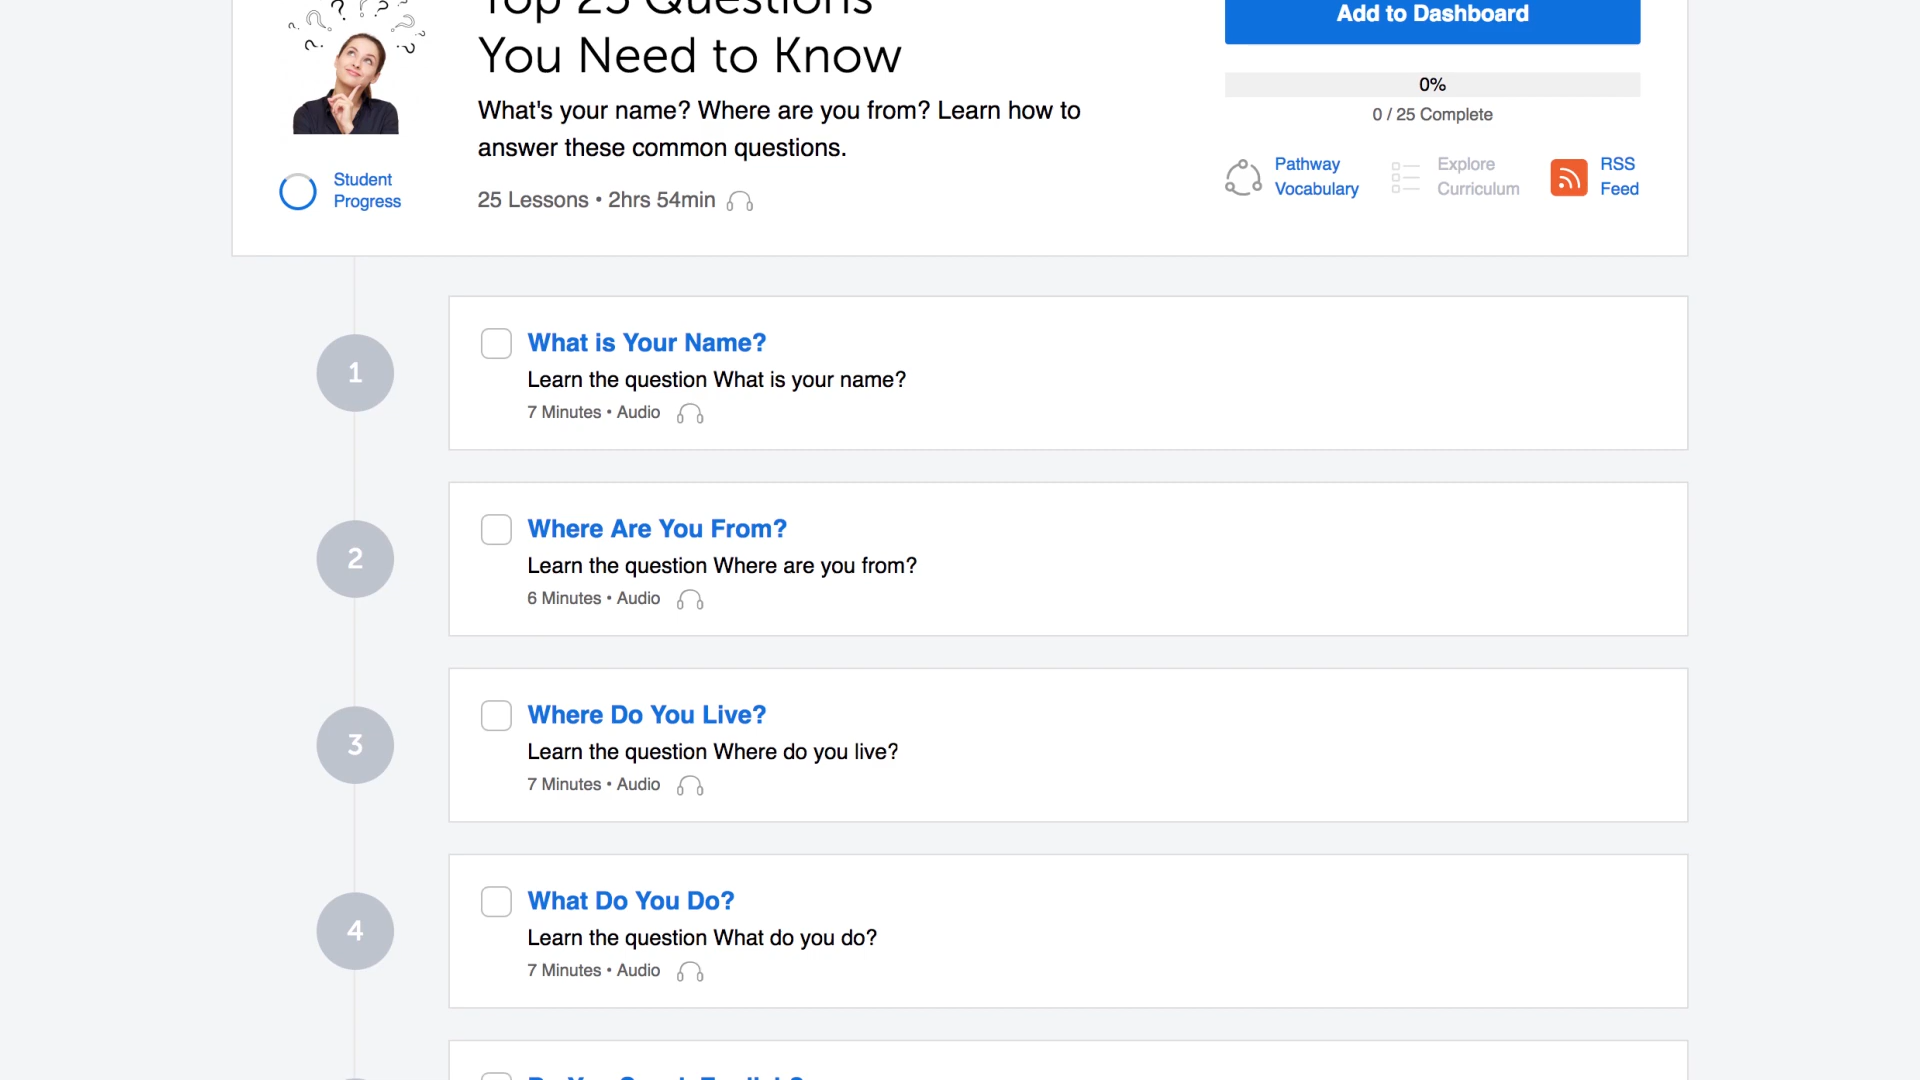 Top 25 Questions
You Need to Know
What's your name? Where are you from? Learn how to
answer these common questions.
25 Lessons • 2hrs 54min
Student
Progress
Add to Dashboard
0%
0 / 25 Complete
Pathway
Vocabulary
Explore
Curriculum
RSS
Feed
1
What is Your Name?
Learn the question What is your name?
7 Minutes • Audio
2
Where Are You From?
Learn the question Where are you from?
6 Minutes • Audio
3
Where Do You Live?
Learn the question Where do you live?
7 Minutes • Audio
4
What Do You Do?
Learn the question What do you do?
7 Minutes • Audio